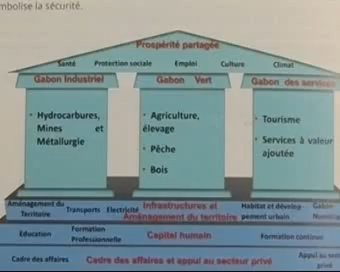 mbolise la sécurité.
Prospérité partagée
Santé Protection sociale Emploi Culture Climat
Gabon Industriel Gabon Vert Gabon des services
• Hydrocarbures,
Mines et
Métallurgie
• Agriculture,
élevage
• Pêche
• Bois
• Tourisme
• Services à valeur
ajoutée
Aménagement du
Territoire
Transports Electricité
Infrastructures et
Aménagement du territoire
Habitat et dévelop-
pement urbain
Gabon
Education
Formation
Professionnelle
Capital humain
Formation continue
Cadre des affaires
Cadre des affaires et appui au secteur privé
Appui au sect
privé